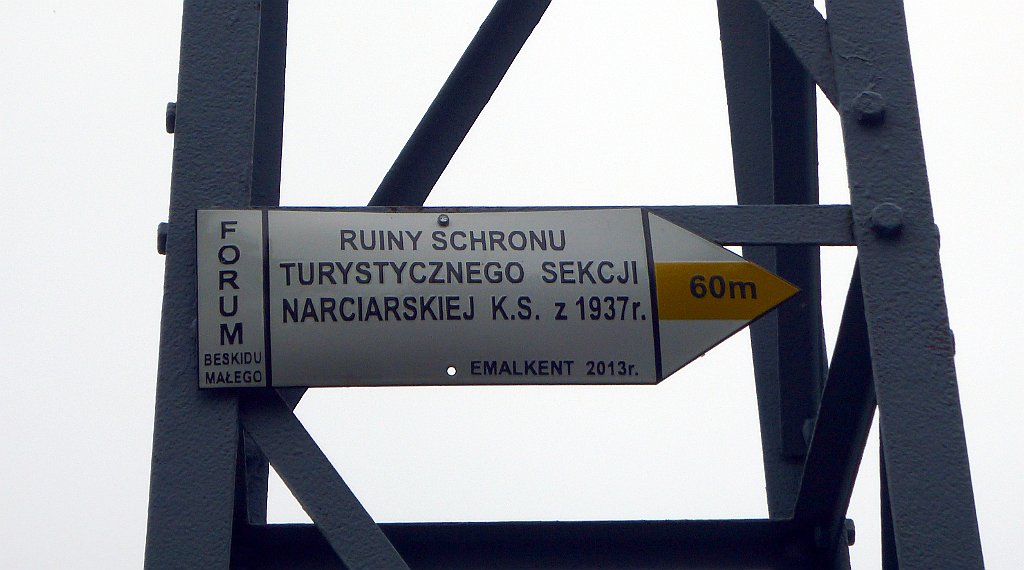 FORUM
BESKIDU
MAŁEGO
RUINY SCHRONU
TURYSTYCZNEGO SEKCJI
NARCIARSKIEJ K.S. z 1937r.
EMALKENT 2013r.
60m